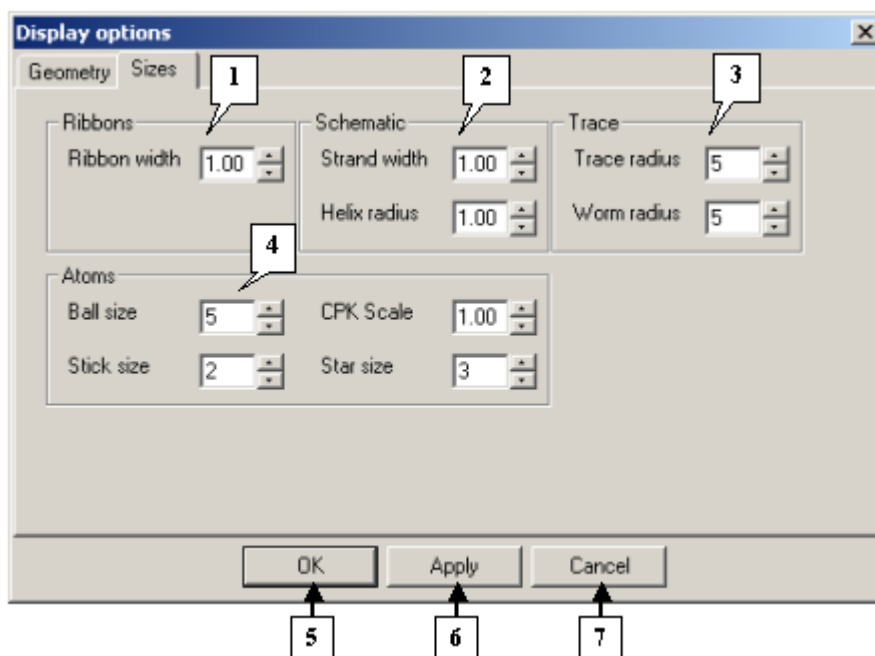 Display options
Geometry Sizes
1 2 3
Ribbons Schematic Trace
Ribbon width 1.00 Strand width 1.00 Trace radius 5
Helix radius 1.00 Worm radius 5
4
Atoms
Ball size 5 CPK Scale 1.00
Stick size 2 Star size 3
OK Apply Cancel
5 6 7